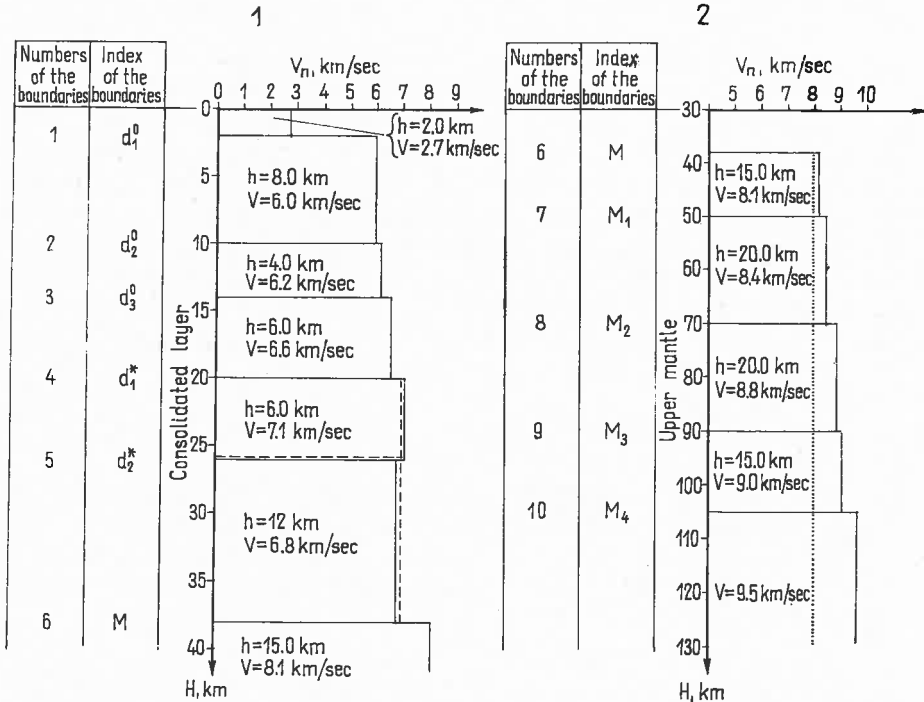 1
Numbers of the boundaries
Index of the boundaries
Vn, km/sec
0 1 2 3 4 5 6 7 8 9
0
5
10
15
20
25
30
35
40
H, km
Consolidated layer
1 d₁⁰
2 d₂⁰
3 d₃⁰
4 d₁*
5 d₂*
6 M
h=2.0 km
V=2.7 km/sec
h=8.0 km
V=6.0 km/sec
h=4.0 km
V=6.2 km/sec
h=6.0 km
V=6.6 km/sec
h=6.0 km
V=7.1 km/sec
h=12 km
V=6.8 km/sec
h=15.0 km
V=8.1 km/sec
2
Numbers of the boundaries
Index of the boundaries
Vn, km/sec
5 6 7 8 9 10
30
40
50
60
70
80
90
100
110
120
130
H, km
Upper mantle
6 M
7 M₁
8 M₂
9 M₃
10 M₄
h=15.0 km
V=8.1 km/sec
h=20.0 km
V=8.4 km/sec
h=20.0 km
V=8.8 km/sec
h=15.0 km
V=9.0 km/sec
V=9.5 km/sec